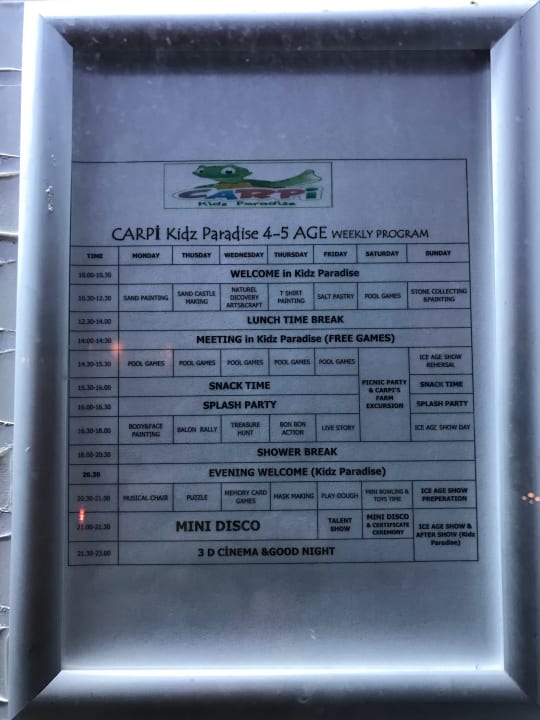 CARPi
Kidz Paradise
CARPİ Kidz Paradise 4-5 AGE WEEKLY PROGRAM
TIME MONDAY THUSDAY WEDNESDAY THURSDAY FRIDAY SATURDAY SUNDAY
10.00-10.30 WELCOME in Kidz Paradise
10.30-12.30 SAND PAINTING SAND CASTLE MAKING NATUREL DICOVERY ARTS&CRAFT T SHIRT PAINTING SALT PASTRY POOL GAMES STONE COLLECTING &PAINTING
12.30-14.00 LUNCH TIME BREAK
14.00-14.30 MEETING in Kidz Paradise (FREE GAMES)
14.30-15.30 POOL GAMES POOL GAMES POOL GAMES POOL GAMES POOL GAMES PICNIC PARTY & CARPI'S FARM EXCURSION ICE AGE SHOW REHERSAL
15.30-16.00 SNACK TIME SNACK TIME
16.00-16.30 SPLASH PARTY SPLASH PARTY
16.30-18.00 BODY&FACE PAINTING BALON RALLY TREASURE HUNT BON BON ACTION LIVE STORY ICE AGE SHOW DAY
18.00-20.30 SHOWER BREAK
20.30 EVENING WELCOME (Kidz Paradise)
20.30-21.00 MUSICAL CHAIR PUZZLE MEMORY CARD GAMES MASK MAKING PLAY-DOUGH MINI BOWLING & TOYS TIME ICE AGE SHOW PREPERATION
21.00-21.30 MINI DISCO TALENT SHOW MINI DISCO & CERTIFICATE CEREMONY ICE AGE SHOW & AFTER SHOW (Kidz Paradise)
21.30-23.00 3 D CİNEMA &GOOD NIGHT